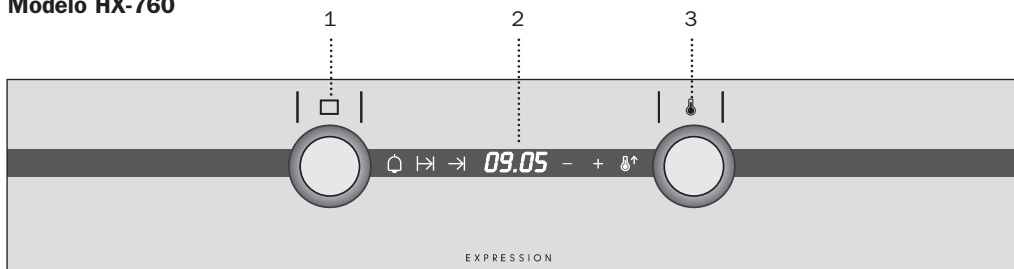 Modelo HX-760
1 2 3
09.05 − +
EXPRESSION